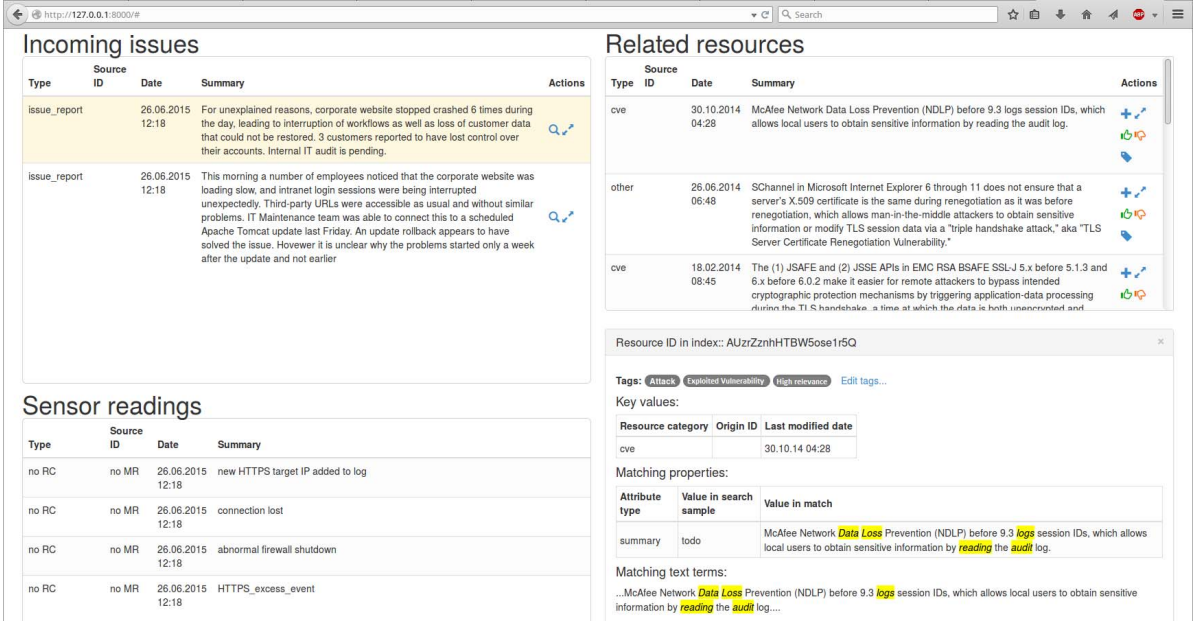 http://127.0.0.1:8000/#
Search
ABP
Incoming issues
Type Source ID Date Summary Actions
issue_report 26.06.2015 12:18
For unexplained reasons, corporate website stopped crashed 6 times during
the day, leading to interruption of workflows as well as loss of customer data
that could not be restored. 3 customers reported to have lost control over
their accounts. Internal IT audit is pending.
issue_report 26.06.2015 12:18
This morning a number of employees noticed that the corporate website was
loading slow, and intranet login sessions were being interrupted
unexpectedly. Third-party URLs were accessible as usual and without similar
problems. IT Maintenance team was able to connect this to a scheduled
Apache Tomcat update last Friday. An update rollback appears to have
solved the issue. Hovewer it is unclear why the problems started only a week
after the update and not earlier
Sensor readings
Type Source ID Date Summary
no RC no MR 26.06.2015 12:18 new HTTPS target IP added to log
no RC no MR 26.06.2015 12:18 connection lost
no RC no MR 26.06.2015 12:18 abnormal firewall shutdown
no RC no MR 26.06.2015 12:18 HTTPS_excess_event
Related resources
Type Source ID Date Summary Actions
cve 30.10.2014 04:28
McAfee Network Data Loss Prevention (NDLP) before 9.3 logs session IDs, which
allows local users to obtain sensitive information by reading the audit log.
other 26.06.2014 06:48
SChannel in Microsoft Internet Explorer 6 through 11 does not ensure that a
server's X.509 certificate is the same during renegotiation as it was before
renegotiation, which allows man-in-the-middle attackers to obtain sensitive
information or modify TLS session data via a "triple handshake attack," aka "TLS
Server Certificate Renegotiation Vulnerability."
cve 18.02.2014 08:45
The (1) JSAFE and (2) JSSE APIs in EMC RSA BSAFE SSL-J 5.x before 5.1.3 and
6.x before 6.0.2 make it easier for remote attackers to bypass intended
cryptographic protection mechanisms by triggering application-data processing
during the TLS handshake, a time at which the data is both unencrypted and
Resource ID in index:: AUzrZznhHTBW5ose1r5Q ×
Tags: Attack Exploited Vulnerability High relevance Edit tags...
Key values:
Resource category Origin ID Last modified date
cve 30.10.14 04:28
Matching properties:
Attribute type Value in search sample Value in match
summary todo
McAfee Network Data Loss Prevention (NDLP) before 9.3 logs session IDs, which allows
local users to obtain sensitive information by reading the audit log.
Matching text terms:
...McAfee Network Data Loss Prevention (NDLP) before 9.3 logs session IDs, which allows local users to obtain sensitive
information by reading the audit log....